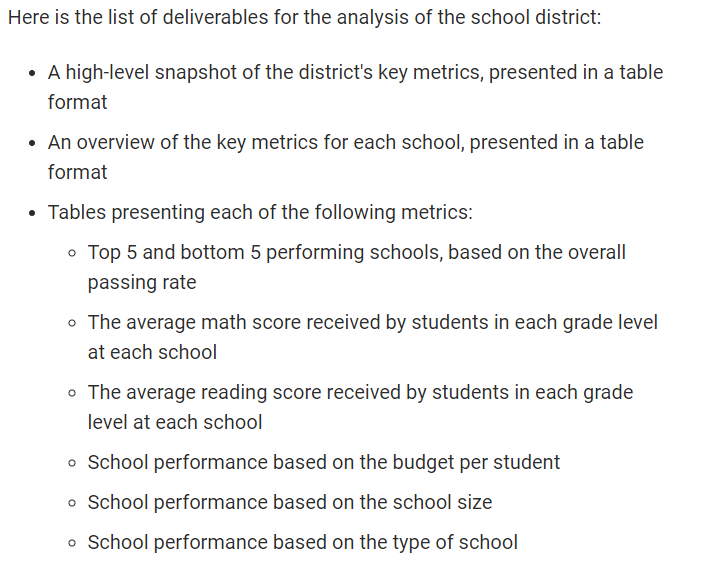 Here is the list of deliverables for the analysis of the school district:
• A high-level snapshot of the district's key metrics, presented in a table
format
• An overview of the key metrics for each school, presented in a table
format
• Tables presenting each of the following metrics:
◦ Top 5 and bottom 5 performing schools, based on the overall
passing rate
◦ The average math score received by students in each grade level
at each school
◦ The average reading score received by students in each grade
level at each school
◦ School performance based on the budget per student
◦ School performance based on the school size
◦ School performance based on the type of school